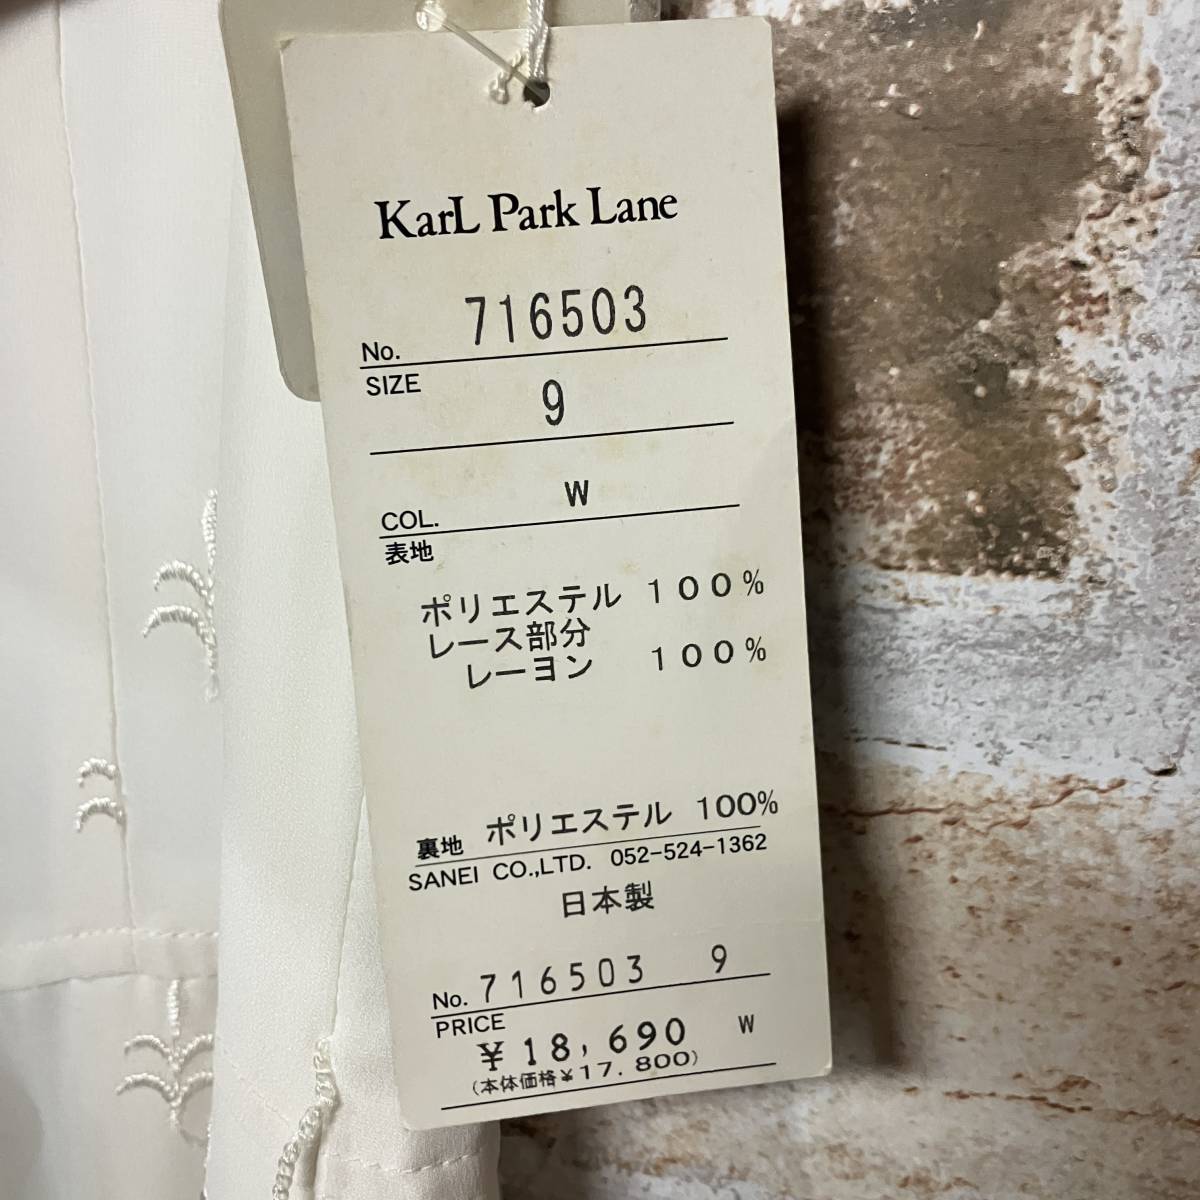 KarL Park Lane
No. 716503
SIZE 9
COL. W
表地
ポリエステル 100%
レース部分
レーヨン 100%
裏地 ポリエステル 100%
SANEI CO.,LTD. 052-524-1362
日本製
No. 716503 9
PRICE
¥18,690 W
(本体価格¥17.800)